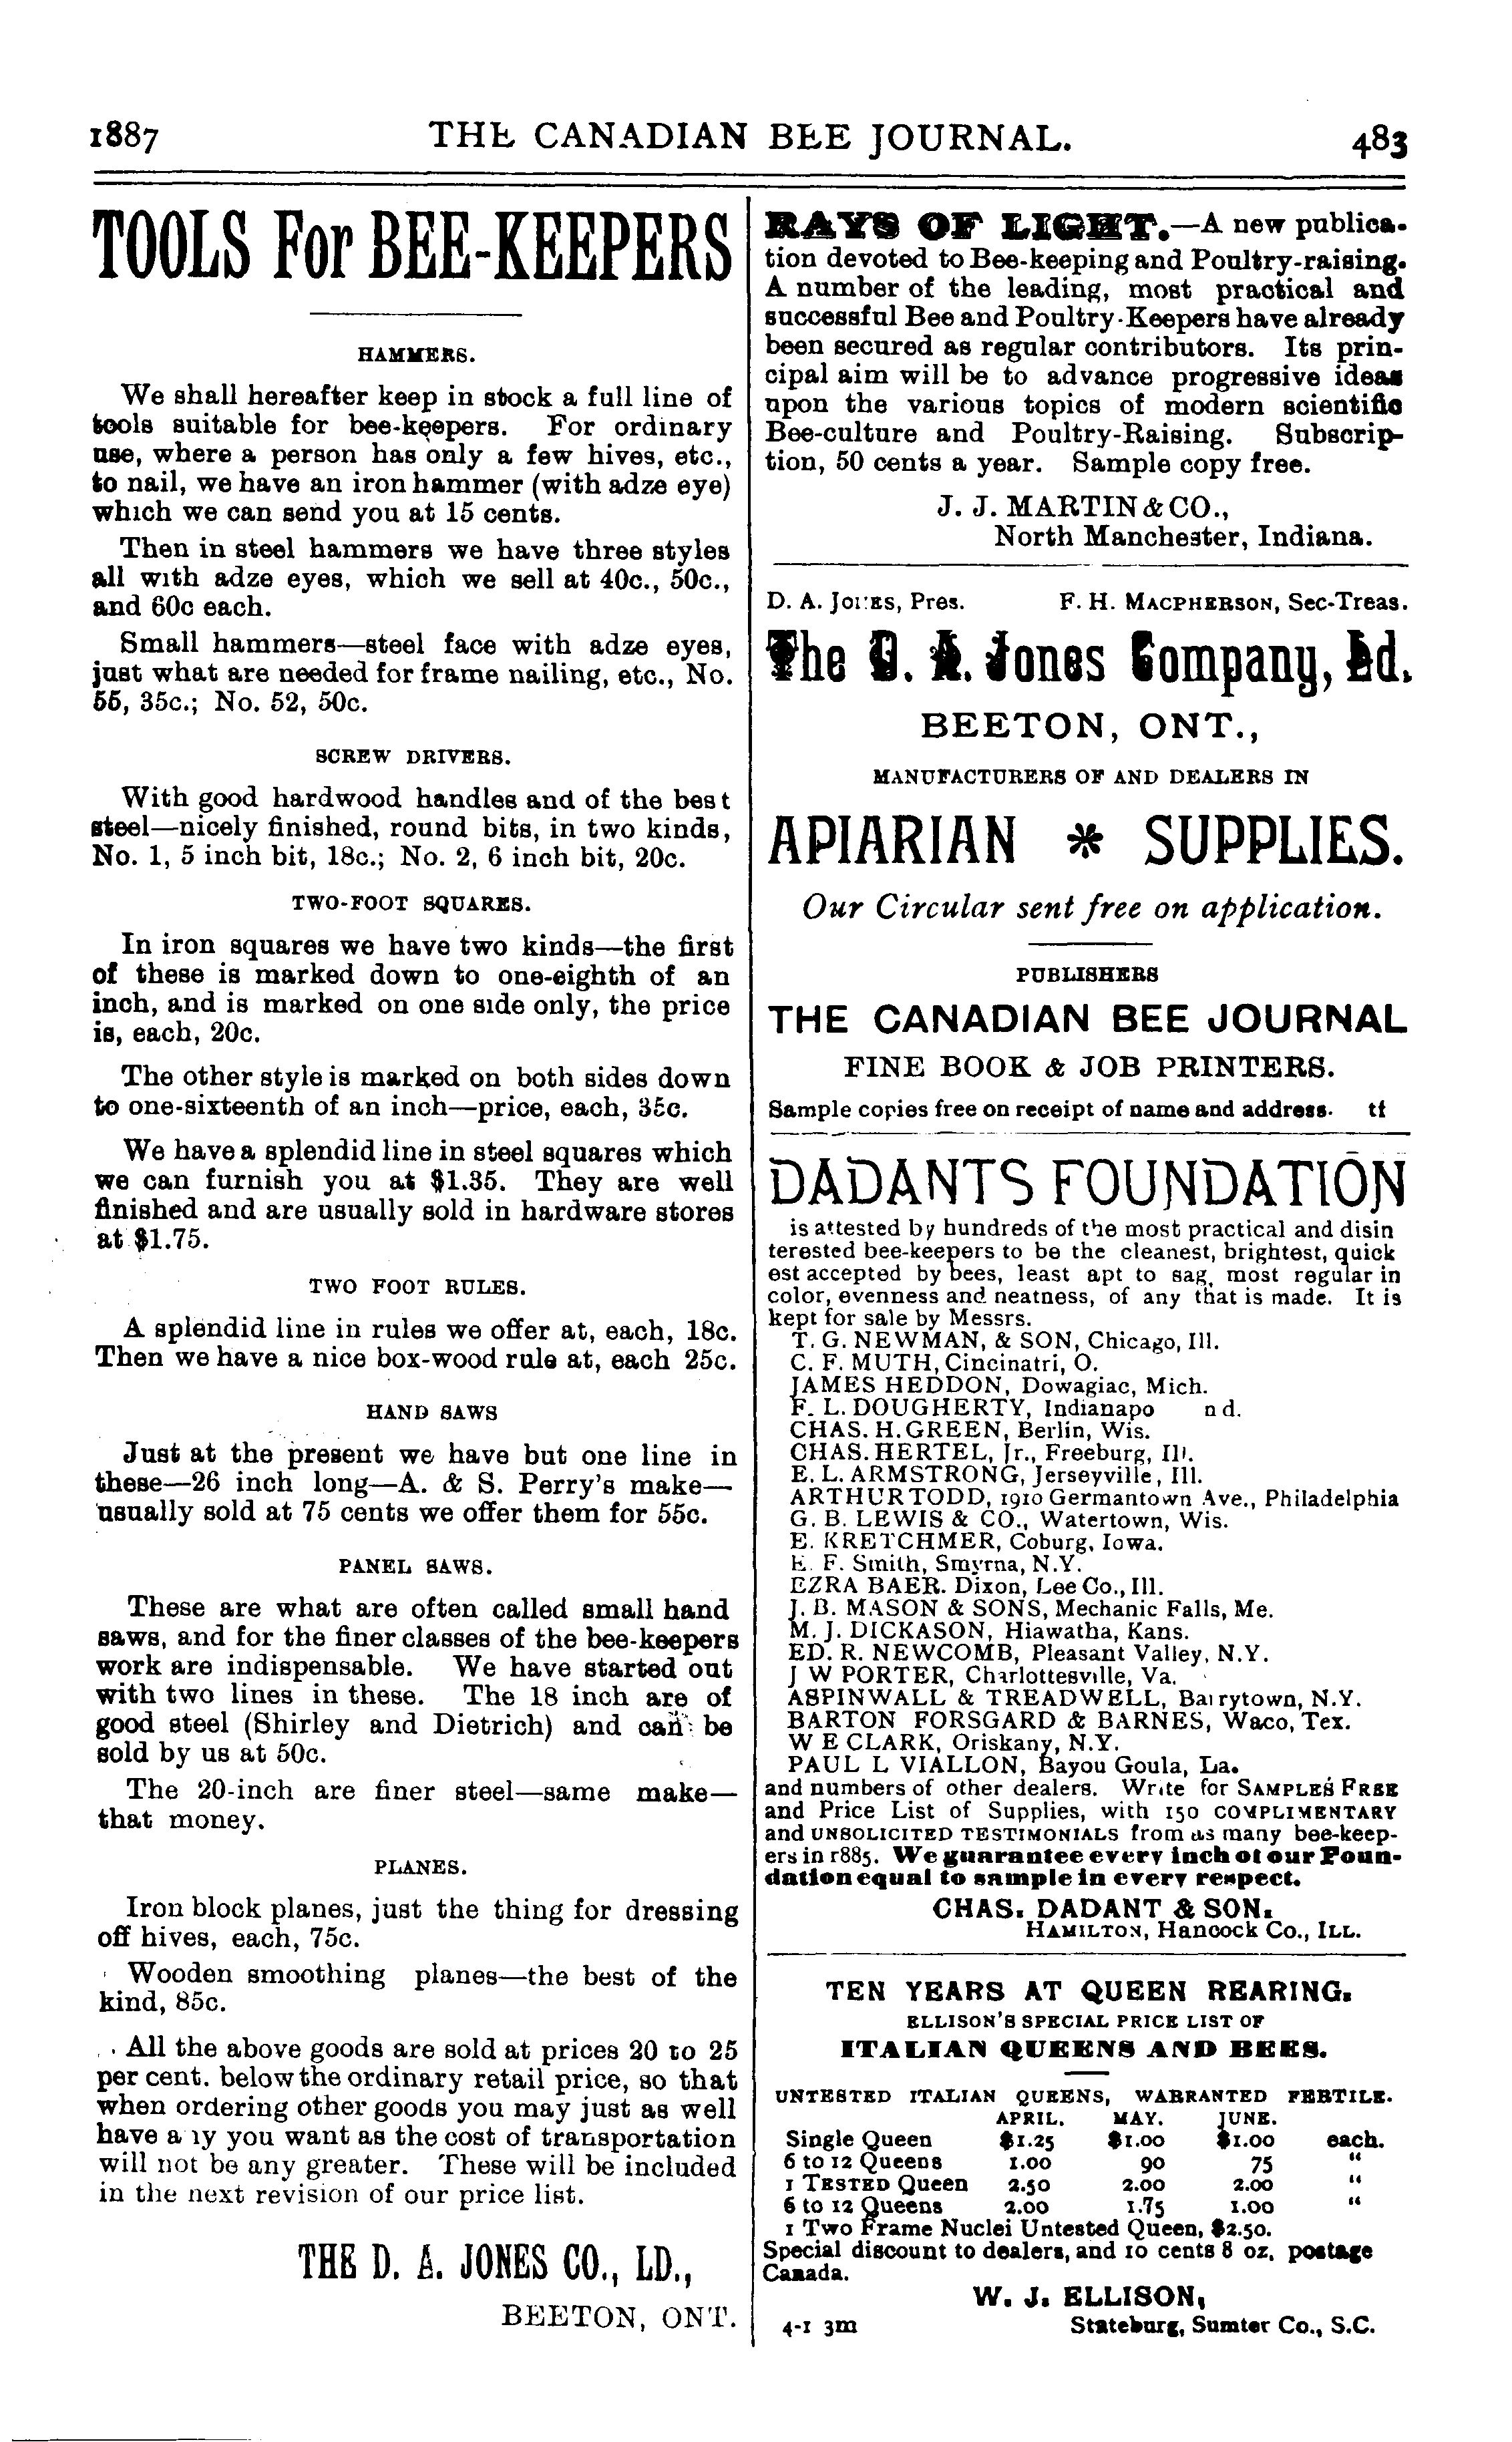 1887 THE CANADIAN BEE JOURNAL. 483
TOOLS For BEE-KEEPERS
HAMMERS.
We shall hereafter keep in stock a full line of
tools suitable for bee-keepers. For ordinary
use, where a person has only a few hives, etc.,
to nail, we have an iron hammer (with adze eye)
which we can send you at 15 cents.
Then in steel hammers we have three styles
all with adze eyes, which we sell at 40c., 50c.,
and 60c each.
Small hammers—steel face with adze eyes,
just what are needed for frame nailing, etc., No.
55, 35c.; No. 52, 50c.
SCREW DRIVERS.
With good hardwood handles and of the best
steel—nicely finished, round bits, in two kinds,
No. 1, 5 inch bit, 18c.; No. 2, 6 inch bit, 20c.
TWO-FOOT SQUARES.
In iron squares we have two kinds—the first
of these is marked down to one-eighth of an
inch, and is marked on one side only, the price
is, each, 20c.
The other style is marked on both sides down
to one-sixteenth of an inch—price, each, 35c.
We have a splendid line in steel squares which
we can furnish you at $1.35. They are well
finished and are usually sold in hardware stores
at $1.75.
TWO FOOT RULES.
A splendid line in rules we offer at, each, 18c.
Then we have a nice box-wood rule at, each 25c.
HAND SAWS
Just at the present we have but one line in
these—26 inch long—A. & S. Perry's make—
usually sold at 75 cents we offer them for 55c.
PANEL SAWS.
These are what are often called small hand
saws, and for the finer classes of the bee-keepers
work are indispensable. We have started out
with two lines in these. The 18 inch are of
good steel (Shirley and Dietrich) and can be
sold by us at 50c.
The 20-inch are finer steel—same make—
that money.
PLANES.
Iron block planes, just the thing for dressing
off hives, each, 75c.
Wooden smoothing planes—the best of the
kind, 85c.
All the above goods are sold at prices 20 to 25
per cent. below the ordinary retail price, so that
when ordering other goods you may just as well
have a ıy you want as the cost of transportation
will not be any greater. These will be included
in the next revision of our price list.
THE D. A. JONES CO., LD.,
BEETON, ONT.
RAYS OF LIGHT.—A new publica-
tion devoted to Bee-keeping and Poultry-raising.
A number of the leading, most practical and
successful Bee and Poultry-Keepers have already
been secured as regular contributors. Its prin-
cipal aim will be to advance progressive ideas
upon the various topics of modern scientific
Bee-culture and Poultry-Raising. Subscrip-
tion, 50 cents a year. Sample copy free.
J. J. MARTIN & CO.,
North Manchester, Indiana.
D. A. JONES, Pres. F. H. MACPHERSON, Sec-Treas.
The D. A. Jones Company, Ld.
BEETON, ONT.,
MANUFACTURERS OF AND DEALERS IN
APIARIAN * SUPPLIES.
Our Circular sent free on application.
PUBLISHERS
THE CANADIAN BEE JOURNAL
FINE BOOK & JOB PRINTERS.
Sample copies free on receipt of name and address. tf
DADANTS FOUNDATION
is attested by hundreds of the most practical and disin
terested bee-keepers to be the cleanest, brightest, quick
est accepted by bees, least apt to sag, most regular in
color, evenness and neatness, of any that is made. It is
kept for sale by Messrs.
T. G. NEWMAN, & SON, Chicago, Ill.
C. F. MUTH, Cincinatri, O.
JAMES HEDDON, Dowagiac, Mich.
F. L. DOUGHERTY, Indianapo nd.
CHAS. H. GREEN, Berlin, Wis.
CHAS. HERTEL, Jr., Freeburg, Ill.
E. L. ARMSTRONG, Jerseyville, Ill.
ARTHUR TODD, 1910 Germantown Ave., Philadelphia
G. B. LEWIS & CO., Watertown, Wis.
E. KRETCHMER, Coburg, Iowa.
E. F. Smith, Smyrna, N.Y.
EZRA BAER. Dixon, Lee Co., Ill.
J. B. MASON & SONS, Mechanic Falls, Me.
M. J. DICKASON, Hiawatha, Kans.
ED. R. NEWCOMB, Pleasant Valley, N.Y.
J W PORTER, Charlottesville, Va.
ASPINWALL & TREADWELL, Barrytown, N.Y.
BARTON FORSGARD & BARNES, Waco, Tex.
W E CLARK, Oriskany, N.Y.
PAUL L VIALLON, Bayou Goula, La.
and numbers of other dealers. Write for SAMPLES FREE
and Price List of Supplies, with 150 COMPLIMENTARY
and UNSOLICITED TESTIMONIALS from as many bee-keep-
ers in 1885. We guarantee every inch of our Foun-
dation equal to sample in every respect.
CHAS. DADANT & SON.
HAMILTON, Hancock Co., ILL.
TEN YEARS AT QUEEN REARING.
ELLISON'S SPECIAL PRICE LIST OF
ITALIAN QUEENS AND BEES.
UNTESTED ITALIAN QUEENS, WARRANTED FERTILE.
APRIL. MAY. JUNE.
Single Queen $1.25 $1.00 $1.00 each.
6 to 12 Queens 1.00 90 75 "
1 TESTED Queen 2.50 2.00 2.00 "
6 to 12 Queens 2.00 1.75 1.00 "
1 Two Frame Nuclei Untested Queen, $2.50.
Special discount to dealers, and 10 cents 8 oz. postage
Canada.
W. J. ELLISON,
4-1 3m Stateburg, Sumter Co., S.C.